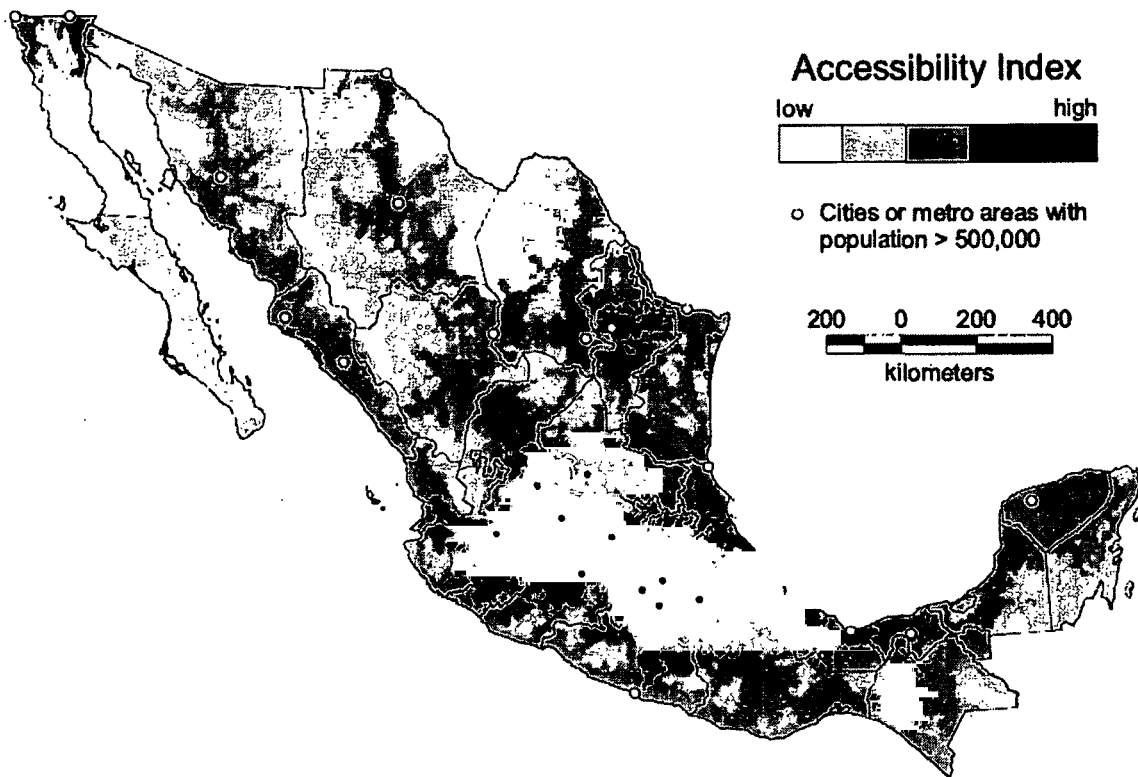 Accessibility Index
low high
Cities or metro areas with
population > 500,000
200 0 200 400
kilometers